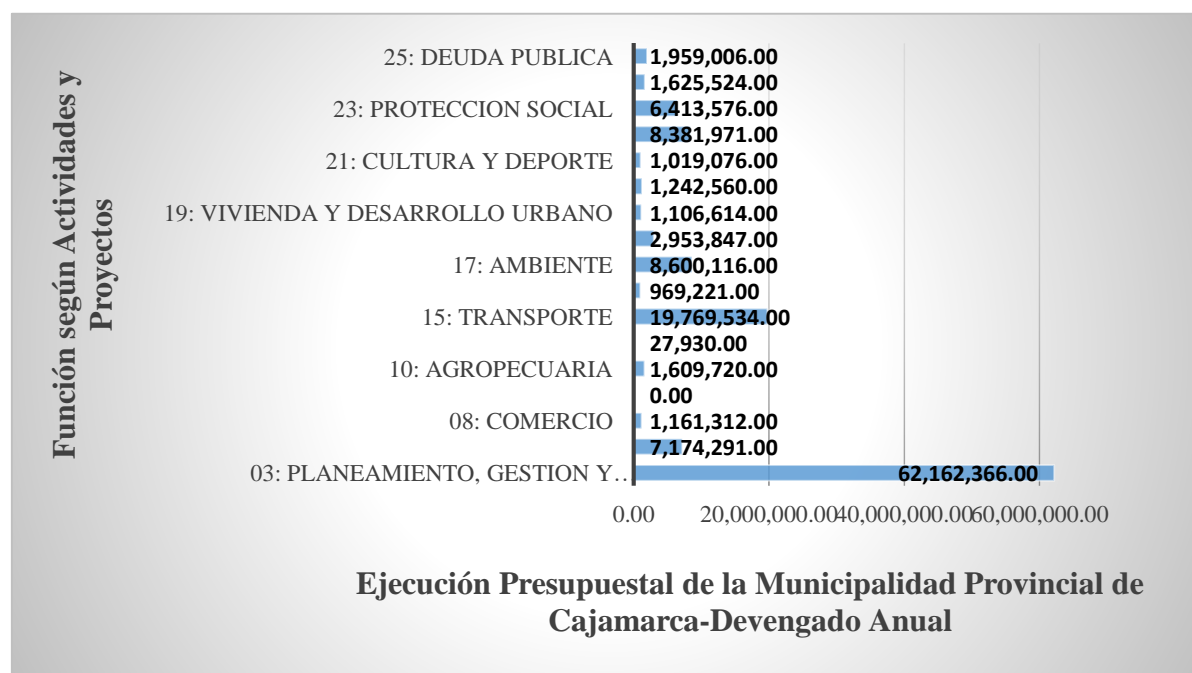 Función según Actividades y
Proyectos
25: DEUDA PUBLICA 1,959,006.00
1,625,524.00
23: PROTECCION SOCIAL 6,413,576.00
8,381,971.00
21: CULTURA Y DEPORTE 1,019,076.00
1,242,560.00
19: VIVIENDA Y DESARROLLO URBANO 1,106,614.00
2,953,847.00
17: AMBIENTE 8,600,116.00
969,221.00
15: TRANSPORTE 19,769,534.00
27,930.00
10: AGROPECUARIA 1,609,720.00
0.00
08: COMERCIO 1,161,312.00
7,174,291.00
03: PLANEAMIENTO, GESTION Y… 62,162,366.00
0.00 20,000,000.00 40,000,000.00 60,000,000.00
Ejecución Presupuestal de la Municipalidad Provincial de
Cajamarca-Devengado Anual